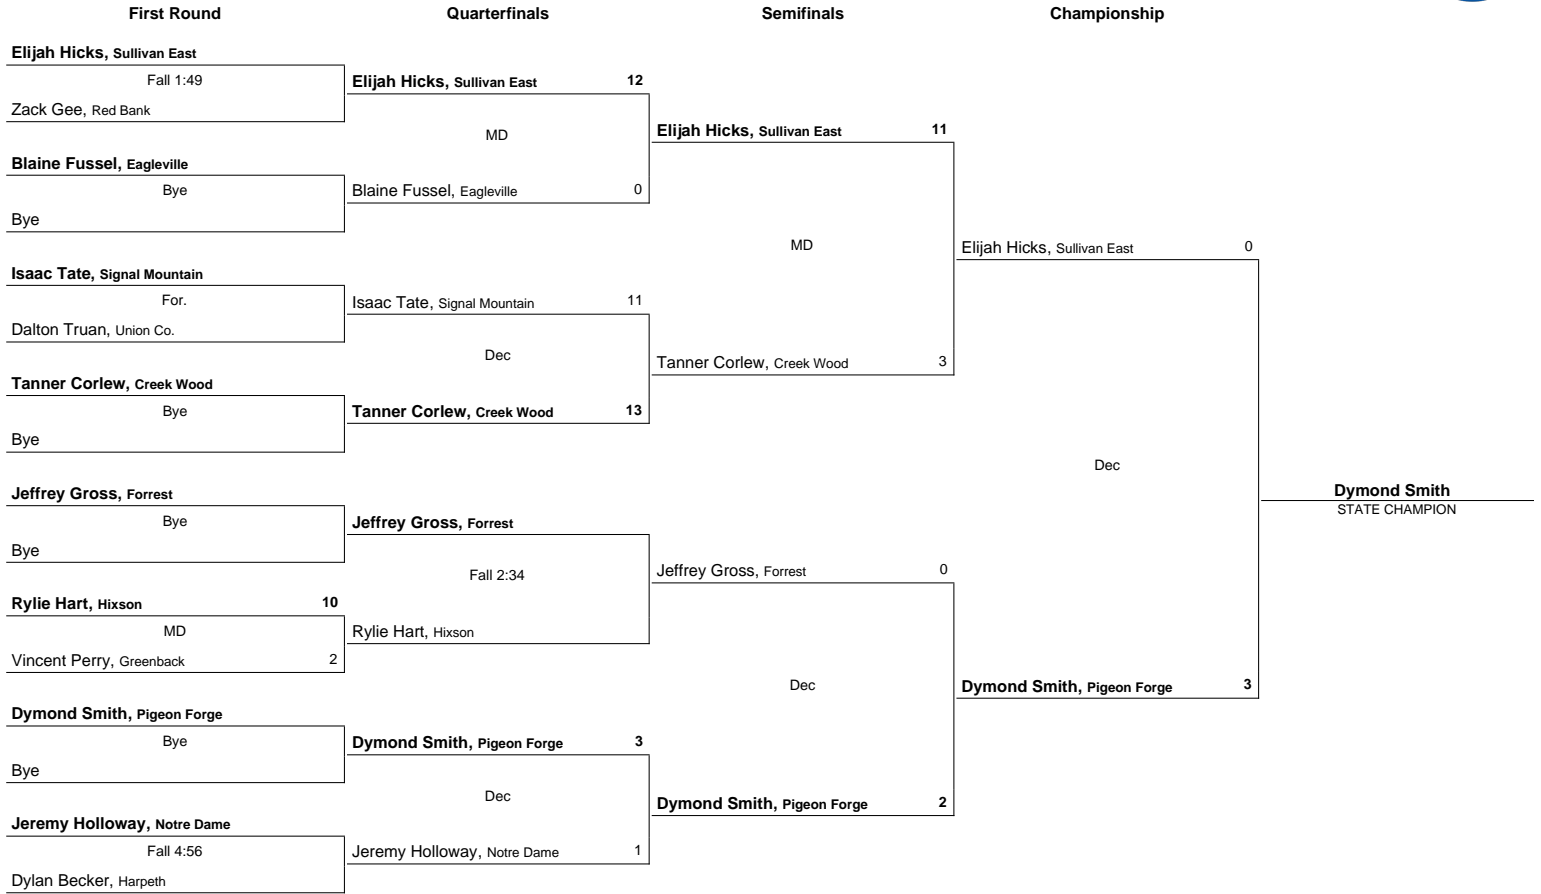 First Round
Quarterfinals
Semifinals
Championship
Elijah Hicks, Sullivan East
Fall 1:49
Zack Gee, Red Bank
Blaine Fussel, Eagleville
Bye
Bye
Isaac Tate, Signal Mountain
For.
Dalton Truan, Union Co.
Tanner Corlew, Creek Wood
Bye
Bye
Jeffrey Gross, Forrest
Bye
Bye
Rylie Hart, Hixson 10
MD
Vincent Perry, Greenback 2
Dymond Smith, Pigeon Forge
Bye
Bye
Jeremy Holloway, Notre Dame
Fall 4:56
Dylan Becker, Harpeth
Elijah Hicks, Sullivan East 12
MD
Blaine Fussel, Eagleville 0
Isaac Tate, Signal Mountain 11
Dec
Tanner Corlew, Creek Wood 13
Jeffrey Gross, Forrest
Fall 2:34
Rylie Hart, Hixson
Dymond Smith, Pigeon Forge 3
Dec
Jeremy Holloway, Notre Dame 1
Elijah Hicks, Sullivan East 11
MD
Tanner Corlew, Creek Wood 3
Jeffrey Gross, Forrest 0
Dec
Dymond Smith, Pigeon Forge 2
Elijah Hicks, Sullivan East 0
Dec
Dymond Smith, Pigeon Forge 3
Dymond Smith
STATE CHAMPION